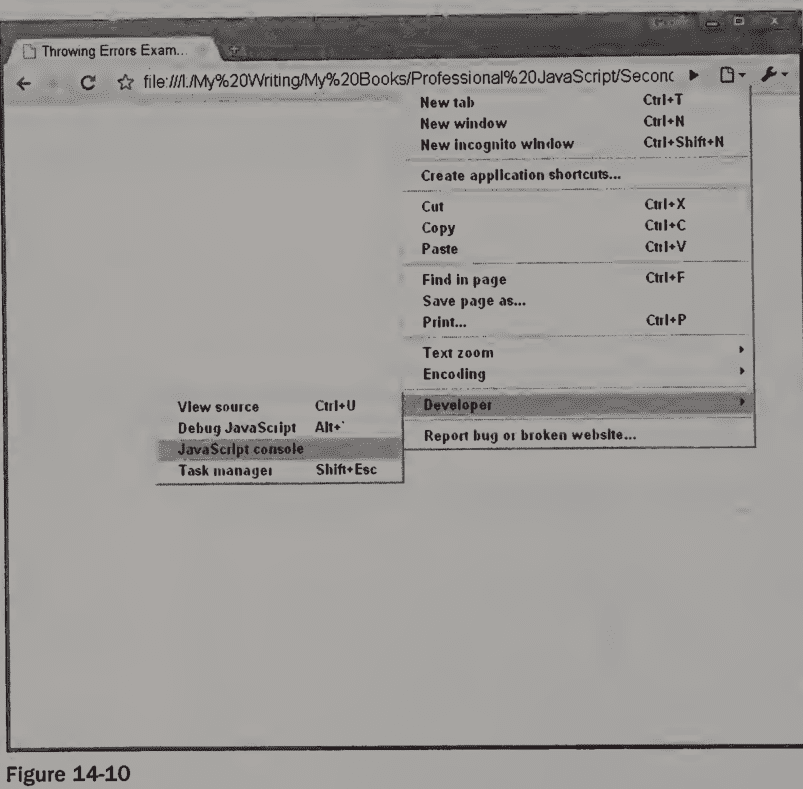 Throwing Errors Exam...
file:///I./My%20Writing/My%20Books/Professional%20JavaScript/Second
New tab Ctrl+T
New window Ctrl+N
New incognito window Ctrl+Shift+N
Create application shortcuts...
Cut Ctrl+X
Copy Ctrl+C
Paste Ctrl+V
Find in page Ctrl+F
Save page as...
Print... Ctrl+P
Text zoom
Encoding
Developer
Report bug or broken website...
View source Ctrl+U
Debug JavaScript Alt+`
JavaScript console
Task manager Shift+Esc
Figure 14-10